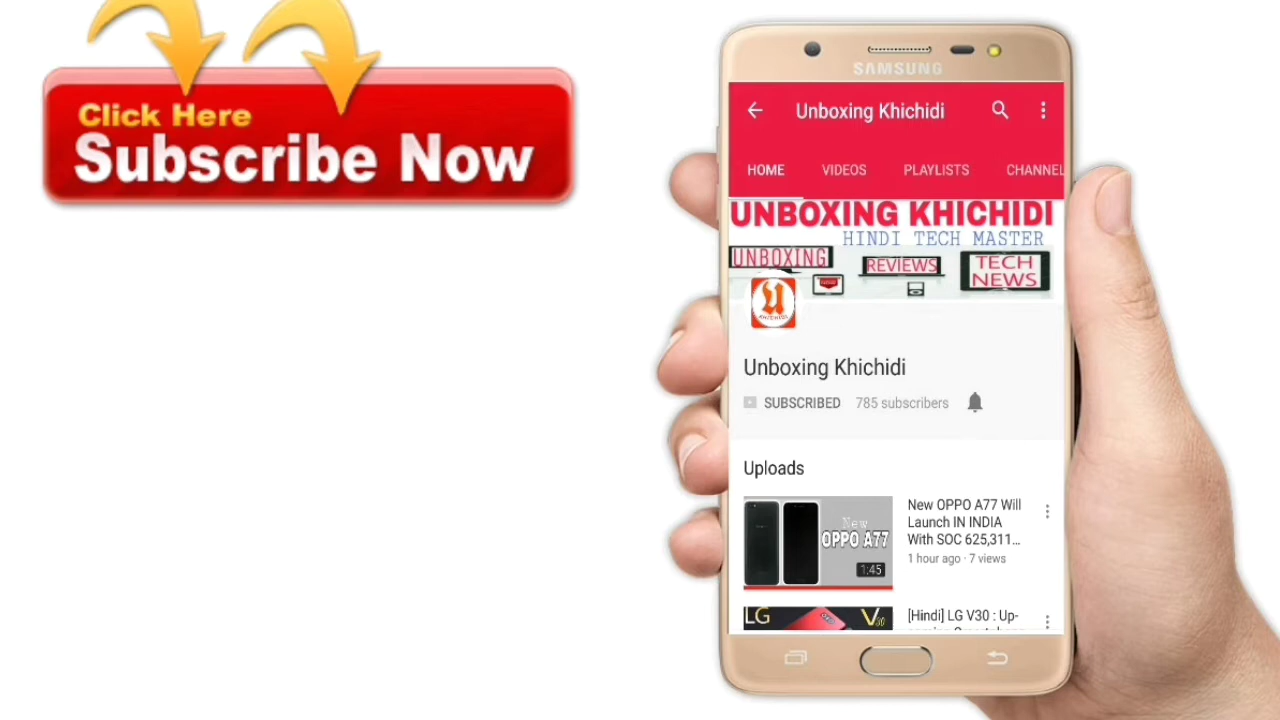 Click Here
Subscribe Now
SAMSUNG
Unboxing Khichidi
HOME VIDEOS PLAYLISTS CHANNEL
UNBOXING KHICHIDI
HINDI TECH MASTER
UNBOXING
REVIEWS
TECH
NEWS
KHICHIDI
Unboxing Khichidi
SUBSCRIBED 785 subscribers
Uploads
New
OPPO A77
1:45
New OPPO A77 Will
Launch IN INDIA
With SOC 625,311...
1 hour ago · 7 views
LG V30
[Hindi] LG V30 : Up-